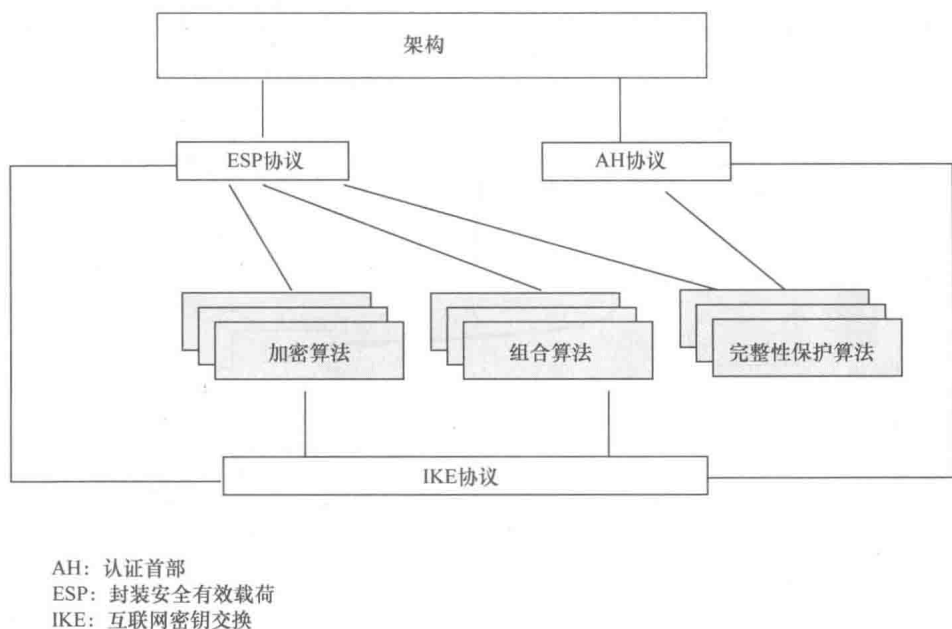 架构
ESP协议
AH协议
加密算法
组合算法
完整性保护算法
IKE协议
AH：认证首部
ESP：封装安全有效载荷
IKE：互联网密钥交换